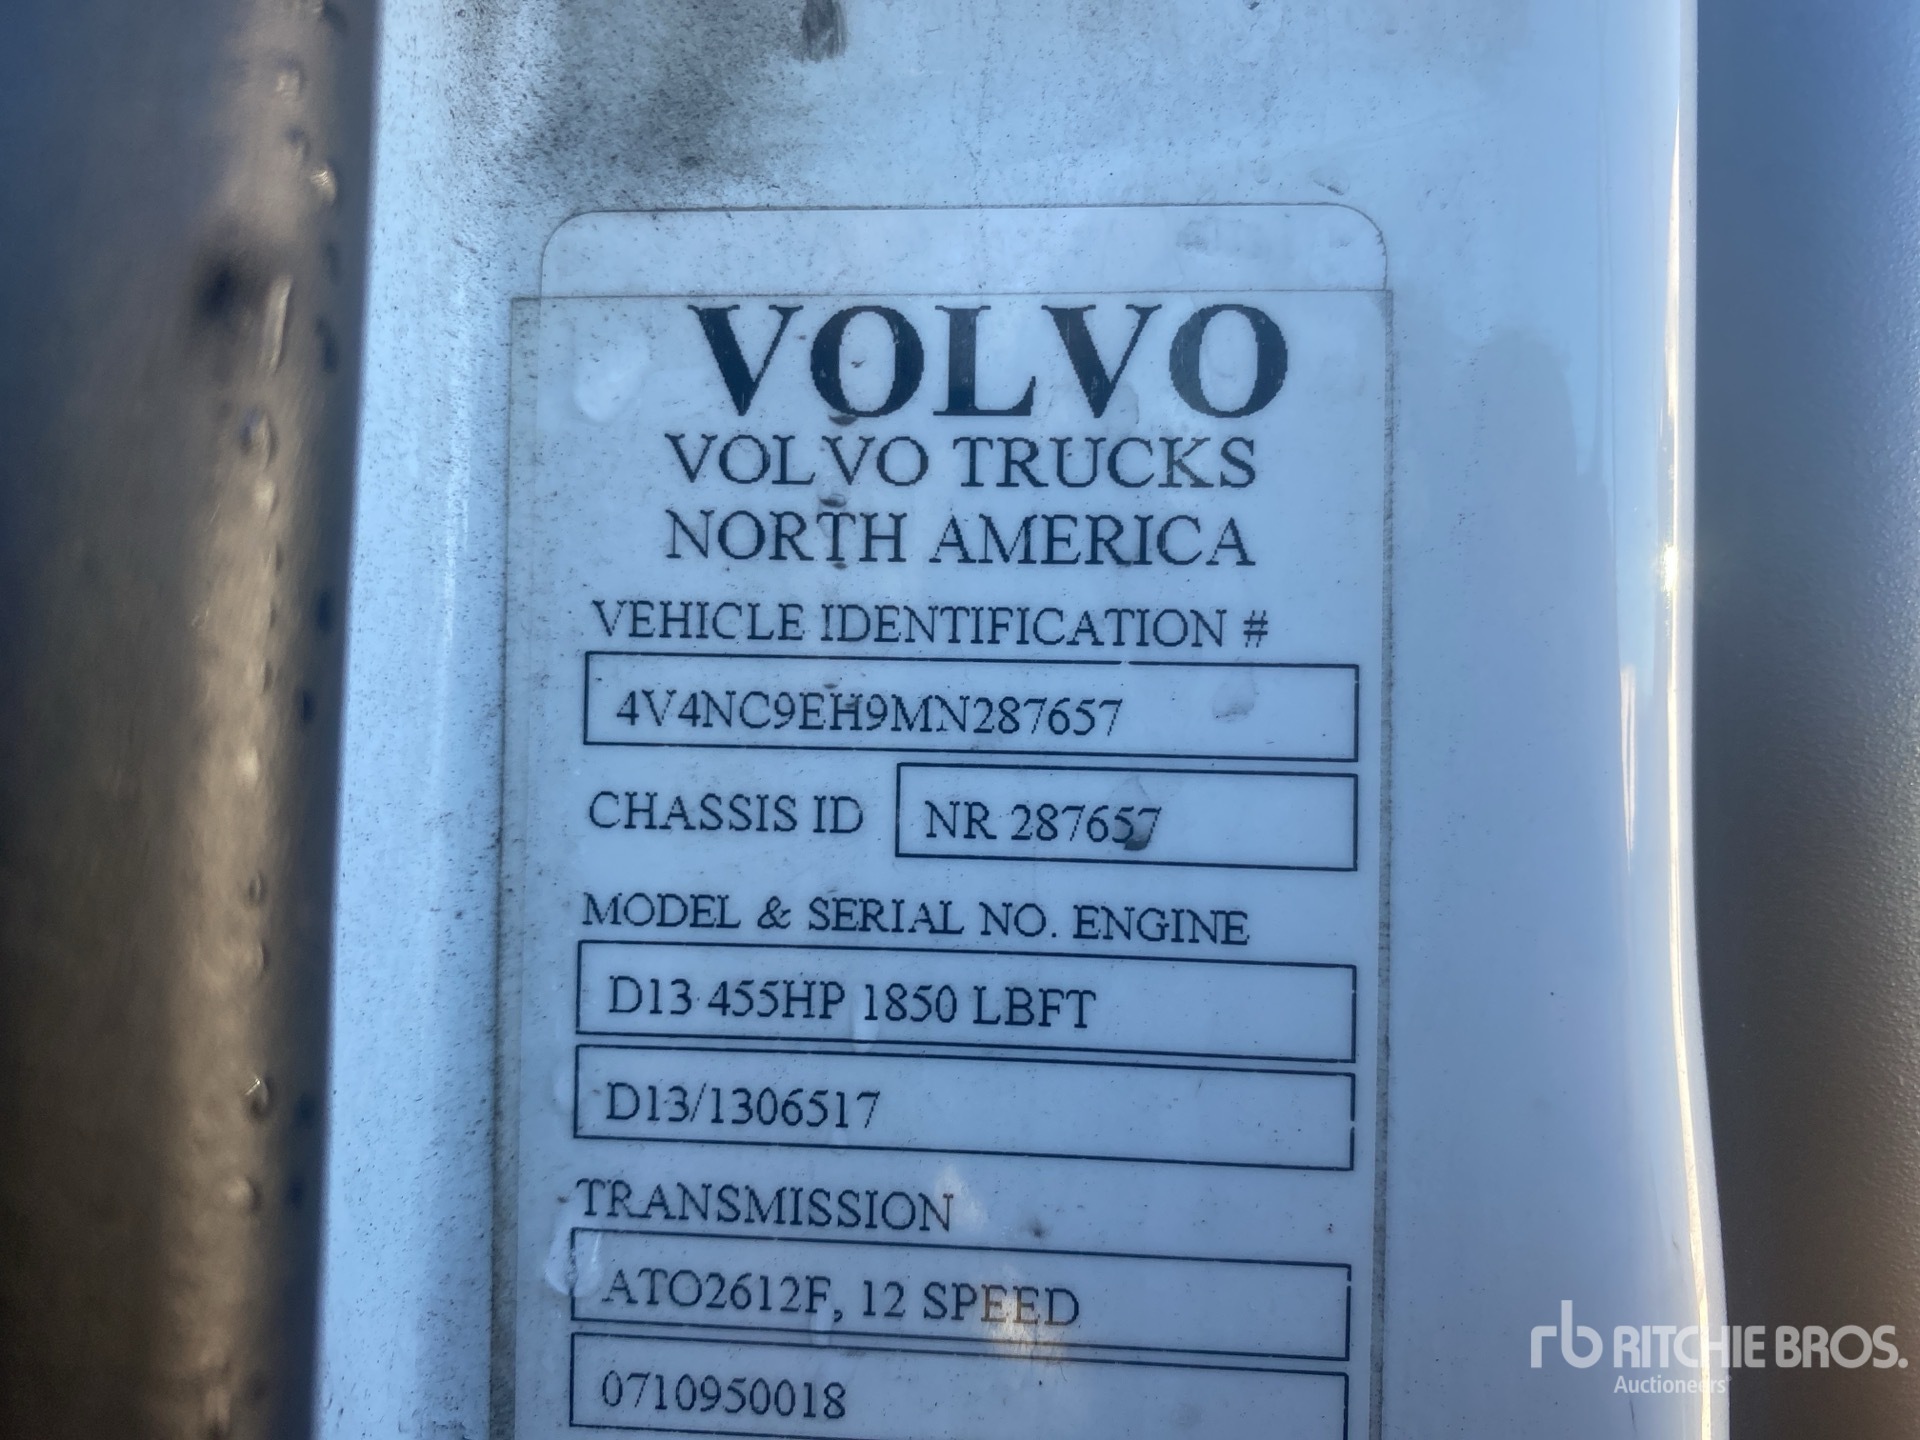 VOLVO
VOLVO TRUCKS
NORTH AMERICA
VEHICLE IDENTIFICATION #
4V4NC9EH9MN287657
CHASSIS ID NR 287657
MODEL & SERIAL NO. ENGINE
D13 455HP 1850 LBFT
D13/1306517
TRANSMISSION
ATO2612F, 12 SPEED
0710950018
rb RITCHIE BROS.
Auctioneers